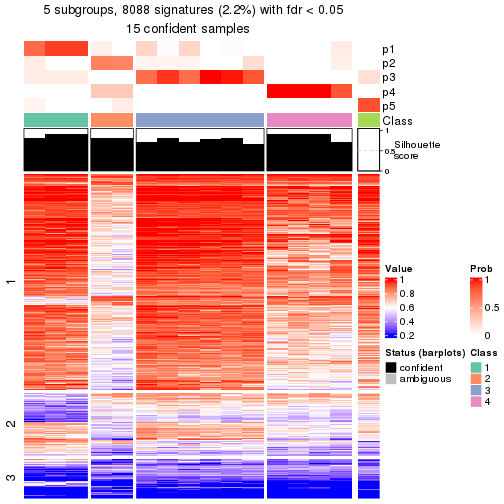 5 subgroups, 8088 signatures (2.2%) with fdr < 0.05
15 confident samples
p1
p2
p3
p4
p5
Class
1
0.5
0
Silhouette
score
1
2
3
Value
1
0.8
0.6
0.4
0.2
Prob
1
0.5
0
Status (barplots)
confident
ambiguous
Class
1
2
3
4